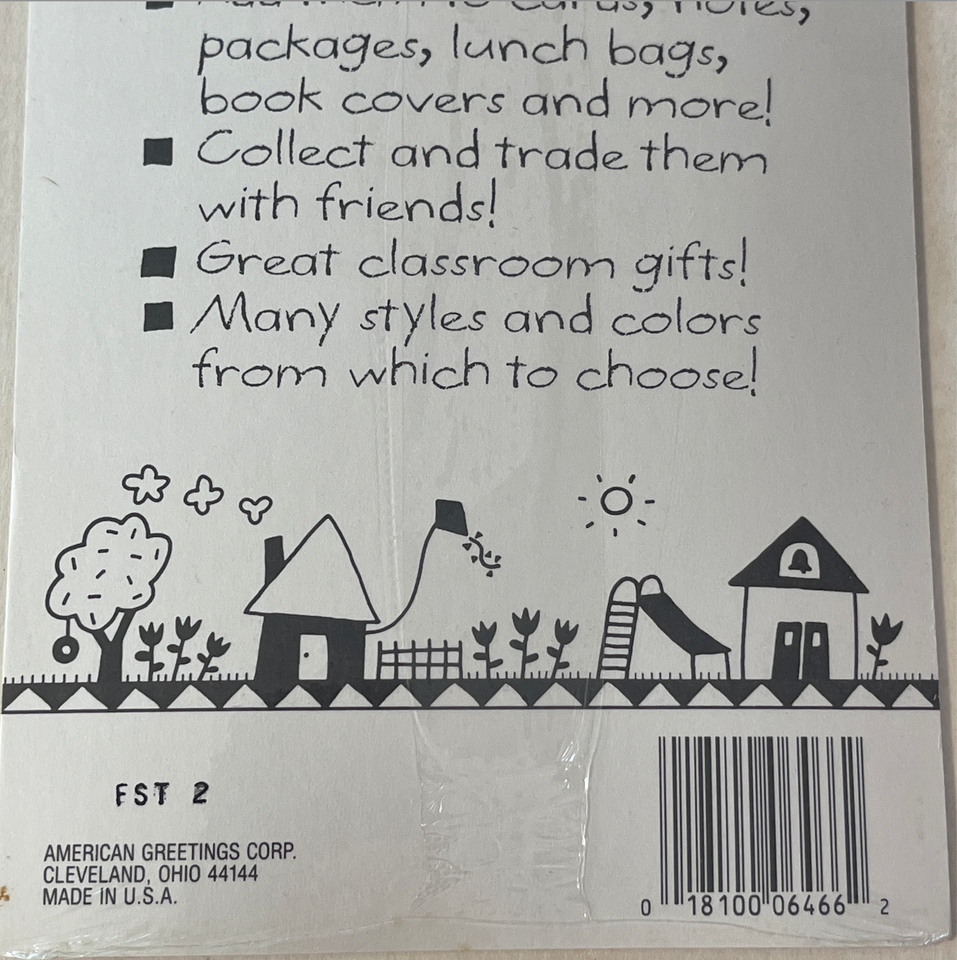 packages, lunch bags,
book covers and more!
■ Collect and trade them
with friends!
■ Great classroom gifts!
■ Many styles and colors
from which to choose!
FST 2
AMERICAN GREETINGS CORP.
CLEVELAND, OHIO 44144
MADE IN U.S.A.
0 18100 06466 2